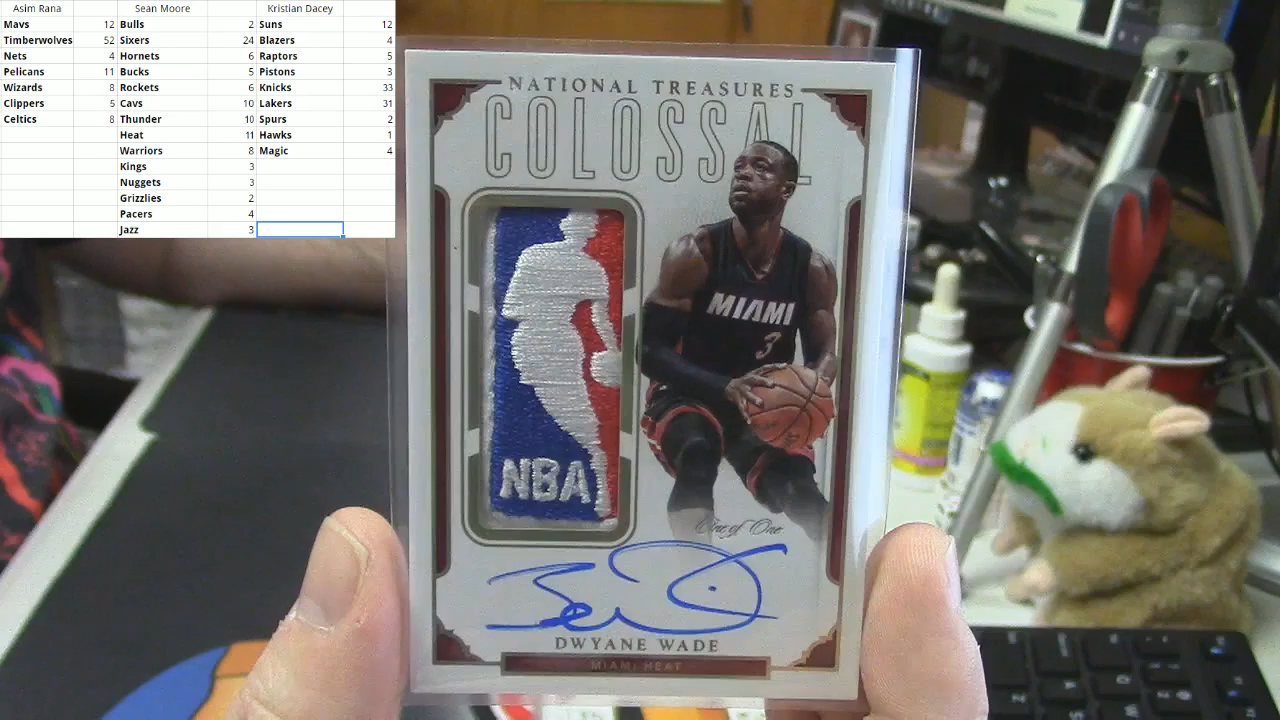 Asim Rana Sean Moore Kristian Dacey
Mavs 12 Bulls 2 Suns 12
Timberwolves 52 Sixers 24 Blazers 4
Nets 4 Hornets 6 Raptors 5
Pelicans 11 Bucks 5 Pistons 3
Wizards 8 Rockets 6 Knicks 33
Clippers 5 Cavs 10 Lakers 31
Celtics 8 Thunder 10 Spurs 2
Heat 11 Hawks 1
Warriors 8 Magic 4
Kings 3
Nuggets 3
Grizzlies 2
Pacers 4
Jazz 3
NATIONAL TREASURES
COLOSSAL
MIAMI
3
NBA
One of One
DWYANE WADE
MIAMI HEAT